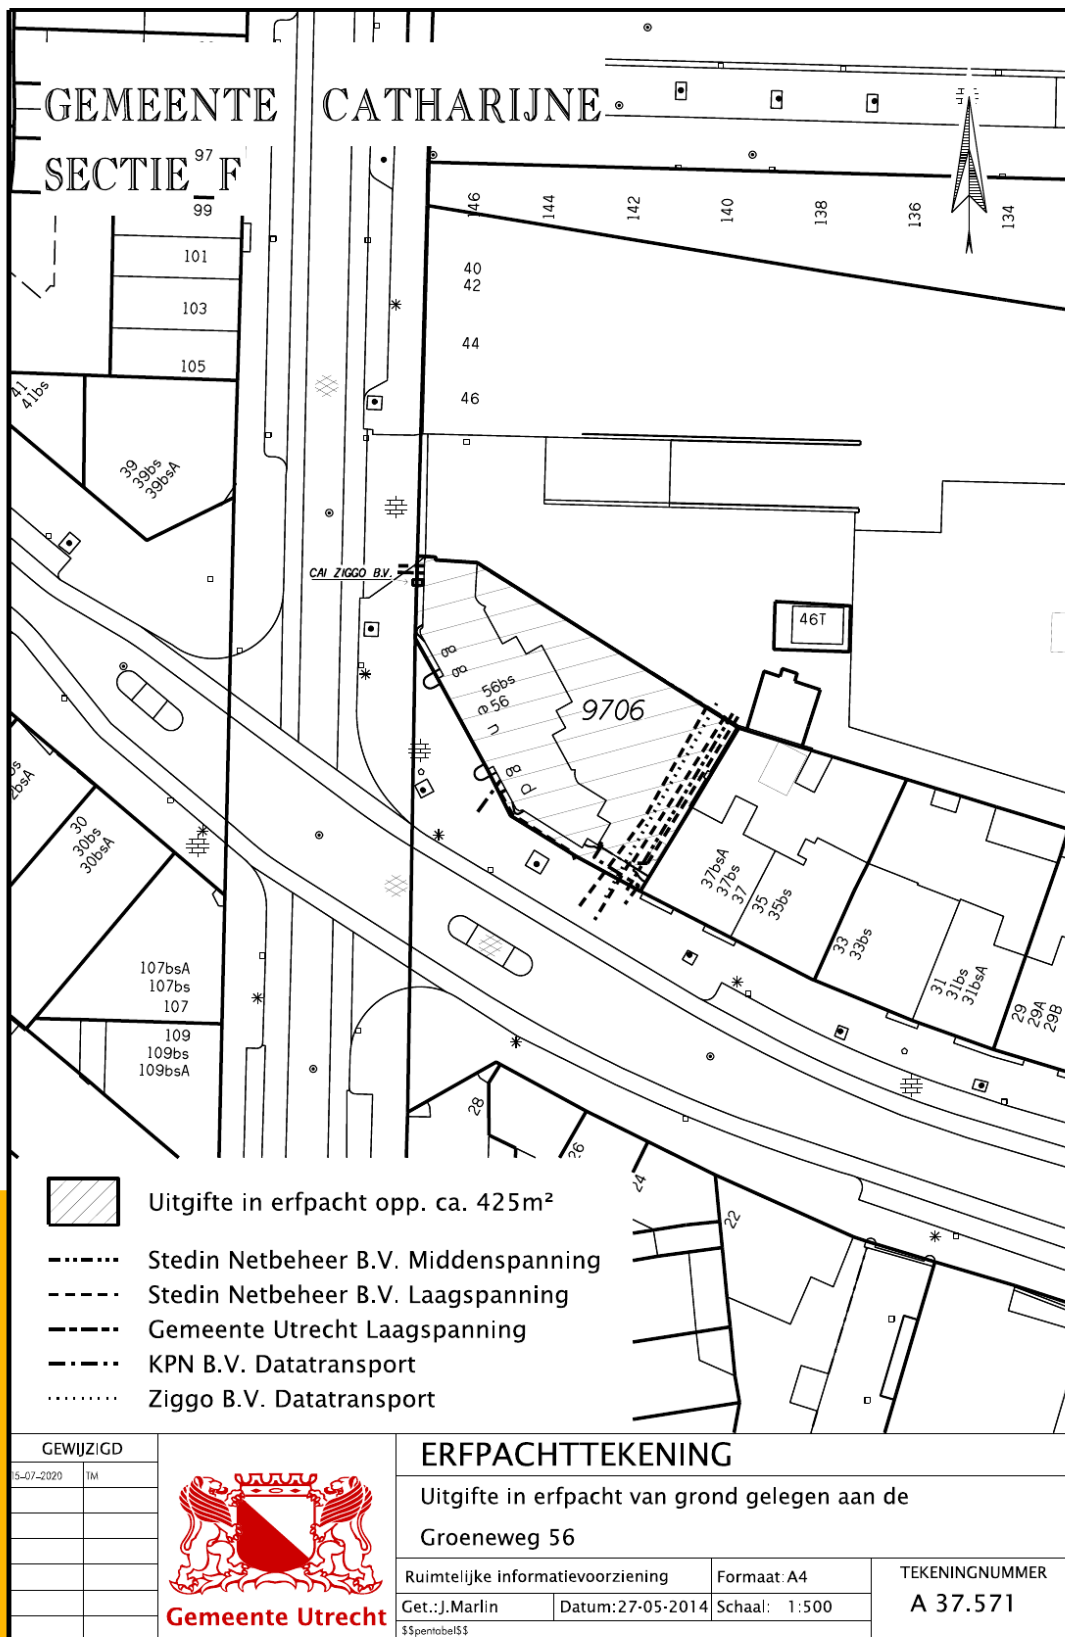 GEMEENTE CATHARIJNE
SECTIE F
97
99
101
103
105
146
144
142
140
138
136
134
40
42
44
46
41
41bs
39
39bs
39bsA
CAI ZIGGO B.V.
46T
56bs
56
9706
37bsA
37bs
37
35
35bs
33
33bs
31
31bs
31bsA
29
29A
29B
30
30bs
30bsA
107bsA
107bs
107
109
109bs
109bsA
28
26
24
22
Uitgifte in erfpacht opp. ca. 425m²
Stedin Netbeheer B.V. Middenspanning
Stedin Netbeheer B.V. Laagspanning
Gemeente Utrecht Laagspanning
KPN B.V. Datatransport
Ziggo B.V. Datatransport
GEWIJZIGD
15-07-2020 TM
Gemeente Utrecht
ERFPACHTTEKENING
Uitgifte in erfpacht van grond gelegen aan de
Groeneweg 56
Ruimtelijke informatievoorziening
Formaat: A4
Get.: J.Marlin
Datum: 27-05-2014
Schaal: 1:500
$$pentabel$$
TEKENINGNUMMER
A 37.571